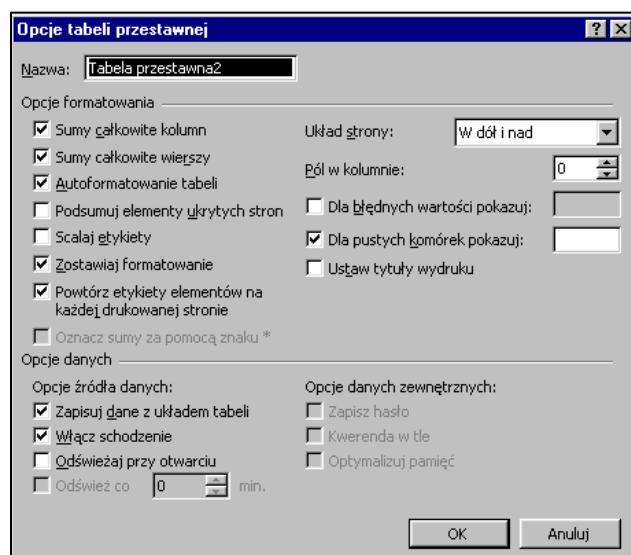 Opcje tabeli przestawnej
Nazwa: Tabela przestawna2
Opcje formatowania
Sumy całkowite kolumn
Sumy całkowite wierszy
Autoformatowanie tabeli
Podsumuj elementy ukrytych stron
Scalaj etykiety
Zostawiaj formatowanie
Powtórz etykiety elementów na
każdej drukowanej stronie
Oznacz sumy za pomocą znaku *
Układ strony: W dół i nad
Pól w kolumnie: 0
Dla błędnych wartości pokazuj:
Dla pustych komórek pokazuj:
Ustaw tytuły wydruku
Opcje danych
Opcje źródła danych:
Zapisuj dane z układem tabeli
Włącz schodzenie
Odświeżaj przy otwarciu
Odśwież co 0 min.
Opcje danych zewnętrznych:
Zapisz hasło
Kwerenda w tle
Optymalizuj pamięć
OK Anuluj